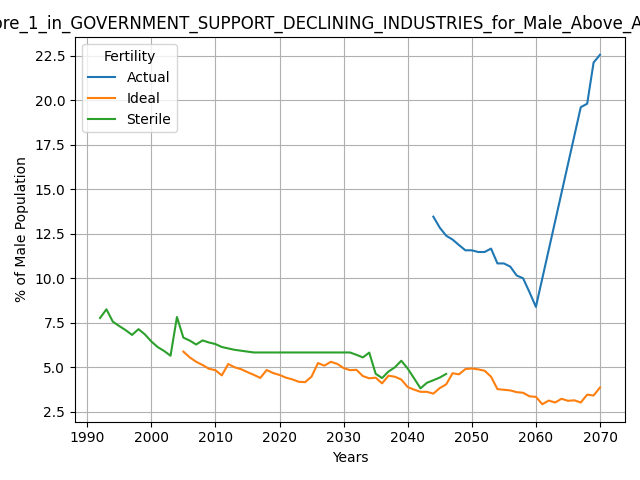 ore_1_in_GOVERNMENT_SUPPORT_DECLINING_INDUSTRIES_for_Male_Above_A
Fertility
Actual
Ideal
Sterile
% of Male Population
22.5
20.0
17.5
15.0
12.5
10.0
7.5
5.0
2.5
1990 2000 2010 2020 2030 2040 2050 2060 2070
Years